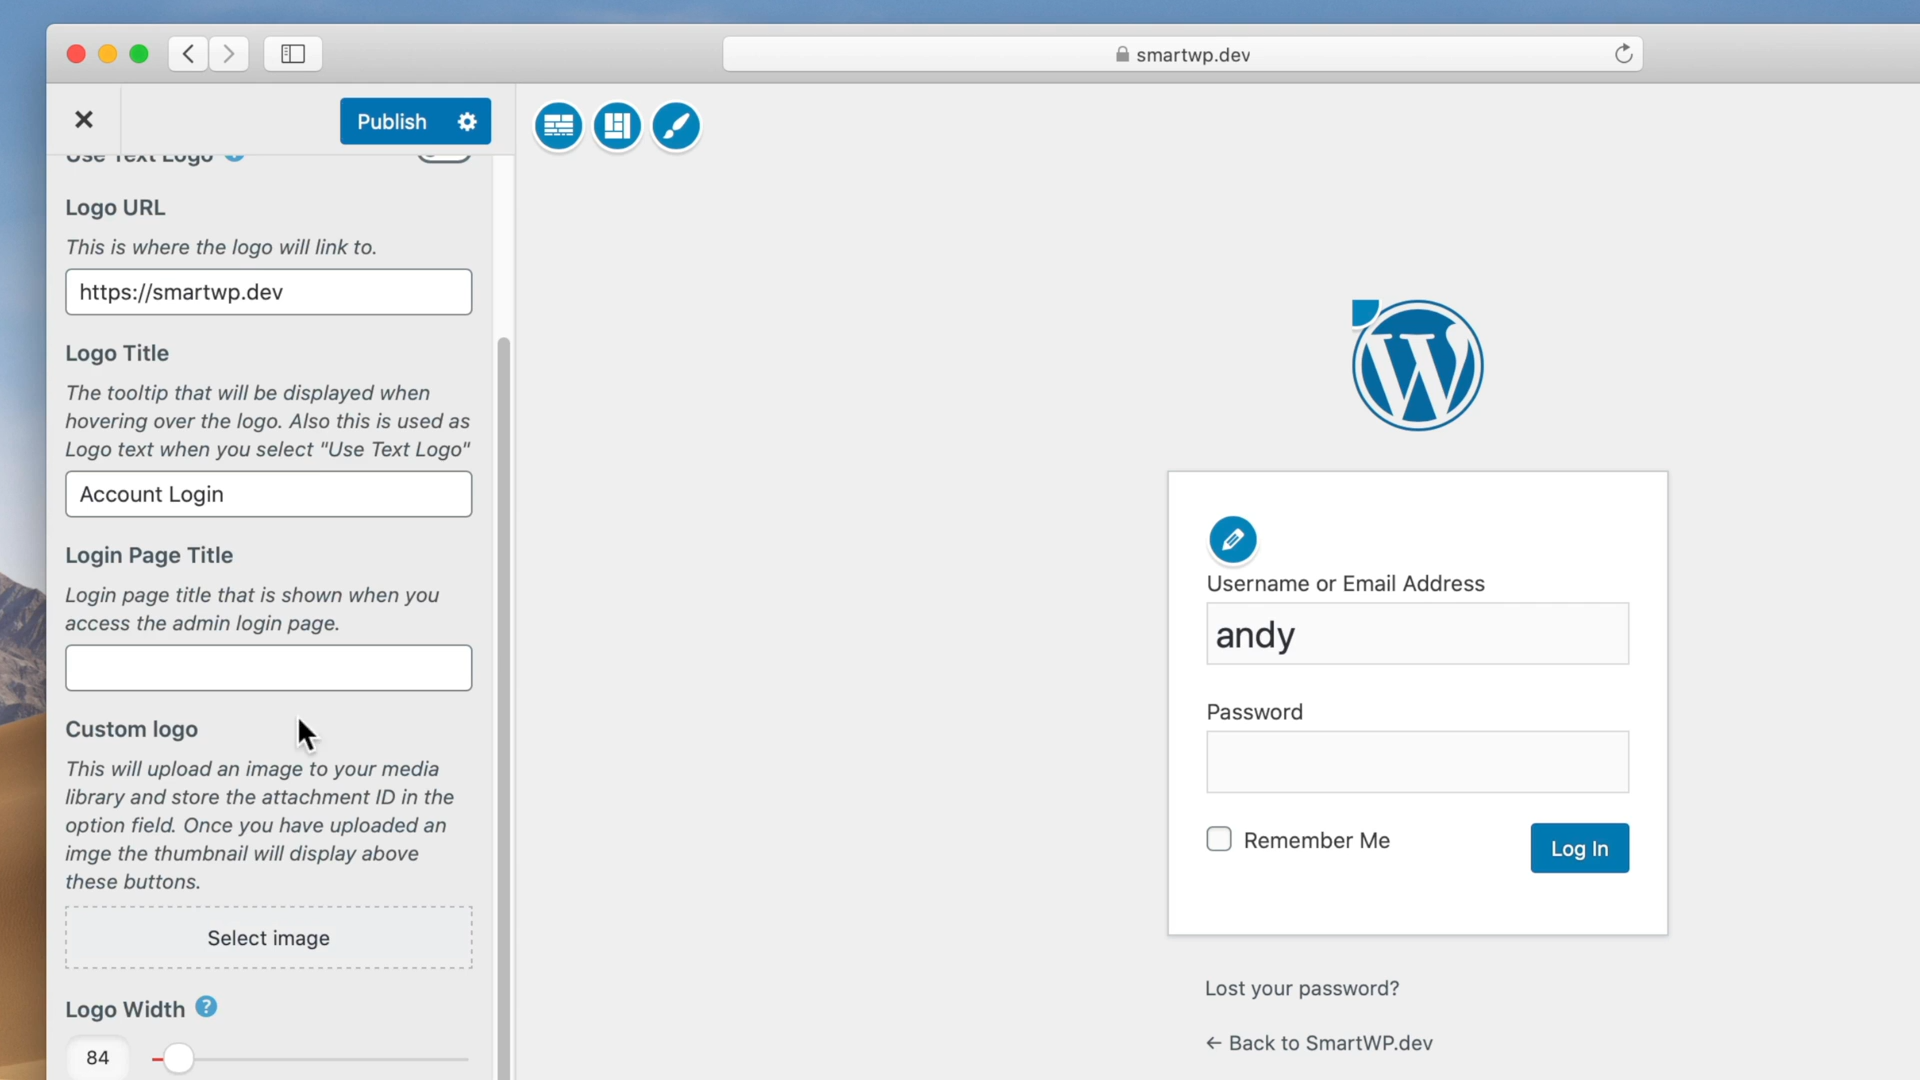 smartwp.dev
Publish
Use Text Logo
Logo URL
This is where the logo will link to.
https://smartwp.dev
Logo Title
The tooltip that will be displayed when
hovering over the logo. Also this is used as
Logo text when you select "Use Text Logo"
Account Login
Login Page Title
Login page title that is shown when you
access the admin login page.
Custom logo
This will upload an image to your media
library and store the attachment ID in the
option field. Once you have uploaded an
imge the thumbnail will display above
these buttons.
Select image
Logo Width ?
84
W
Username or Email Address
andy
Password
Remember Me
Log In
Lost your password?
← Back to SmartWP.dev